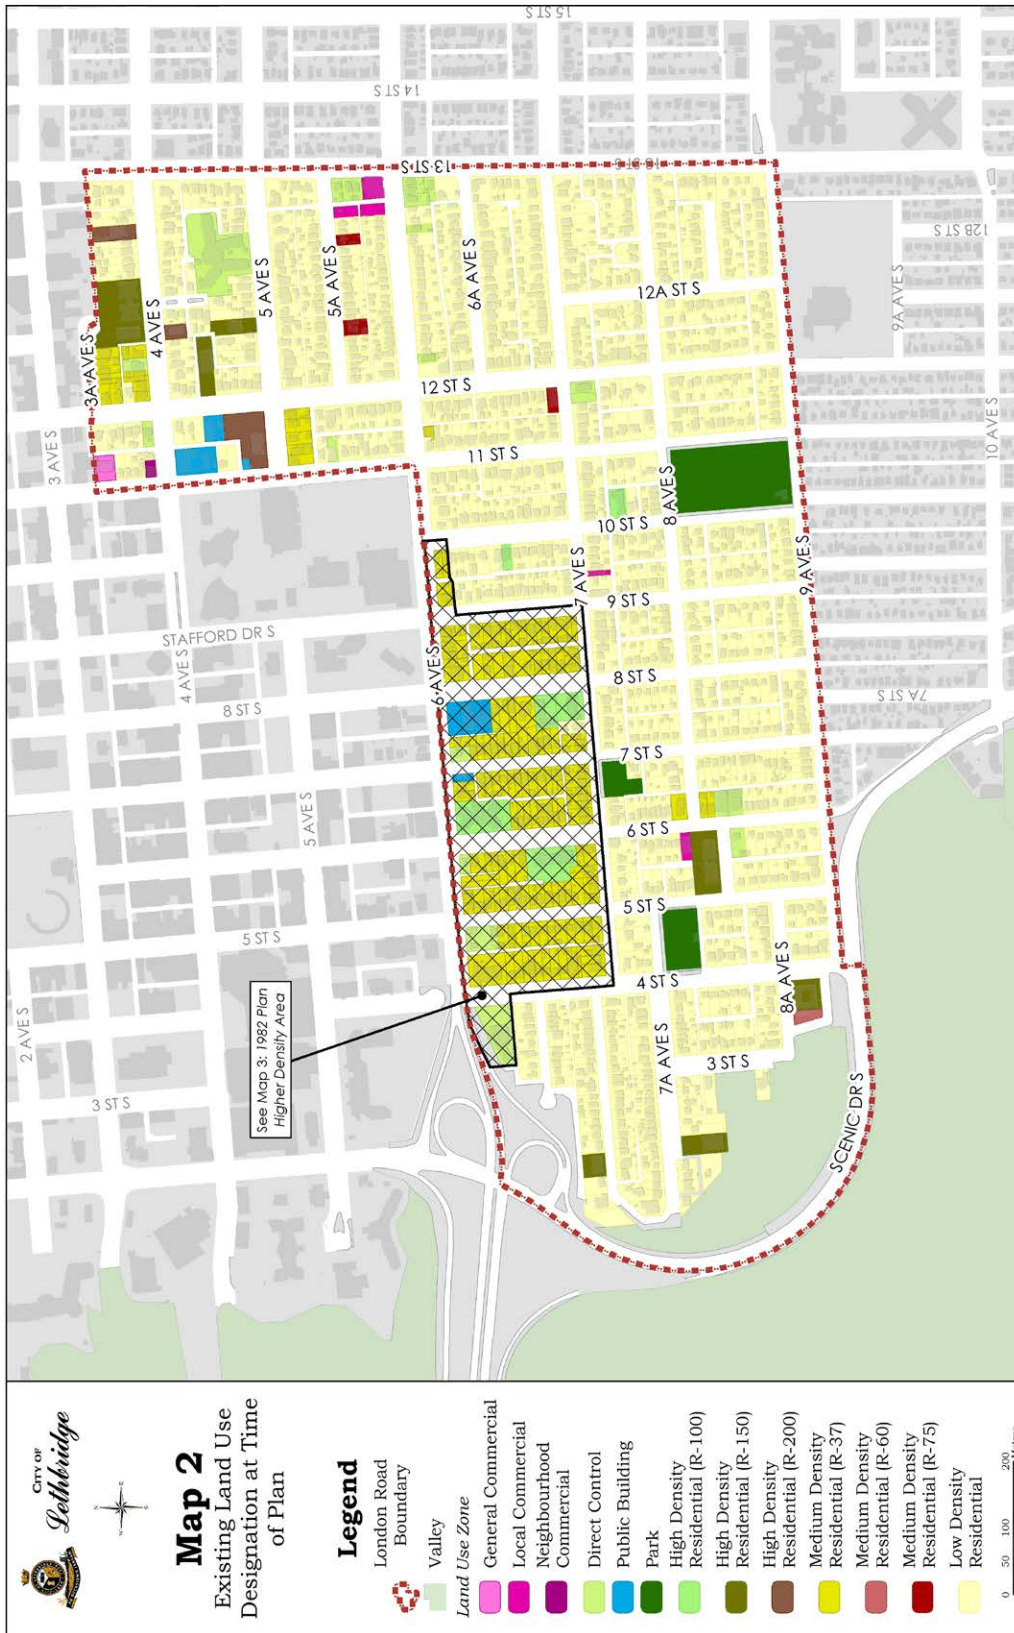 CITY OF
Lethbridge
Map 2
Existing Land Use
Designation at Time
of Plan
Legend
London Road
Boundary
Valley
Land Use Zone
General Commercial
Local Commercial
Neighbourhood
Commercial
Direct Control
Public Building
Park
High Density
Residential (R-100)
High Density
Residential (R-150)
High Density
Residential (R-200)
Medium Density
Residential (R-37)
Medium Density
Residential (R-60)
Medium Density
Residential (R-75)
Low Density
Residential
0 50 100 200
See Map 3: 1982 Plan
Higher Density Area
2 AVE S
3 ST S
5 ST S
5 AVE S
8 ST S
4 AVE S
STAFFORD DR S
3 AVE S
3A AVE S
4 AVE S
5 AVE S
5A AVE S
6 AVE S
6A AVE S
7 AVE S
7A AVE S
8 AVE S
8A AVE S
9 AVE S
9A AVE S
10 AVE S
3 ST S
4 ST S
5 ST S
6 ST S
7 ST S
7A ST S
8 ST S
9 ST S
10 ST S
11 ST S
12 ST S
12A ST S
12B ST S
13 ST S
13 ST S
14 ST S
15 ST S
SCENIC DR S